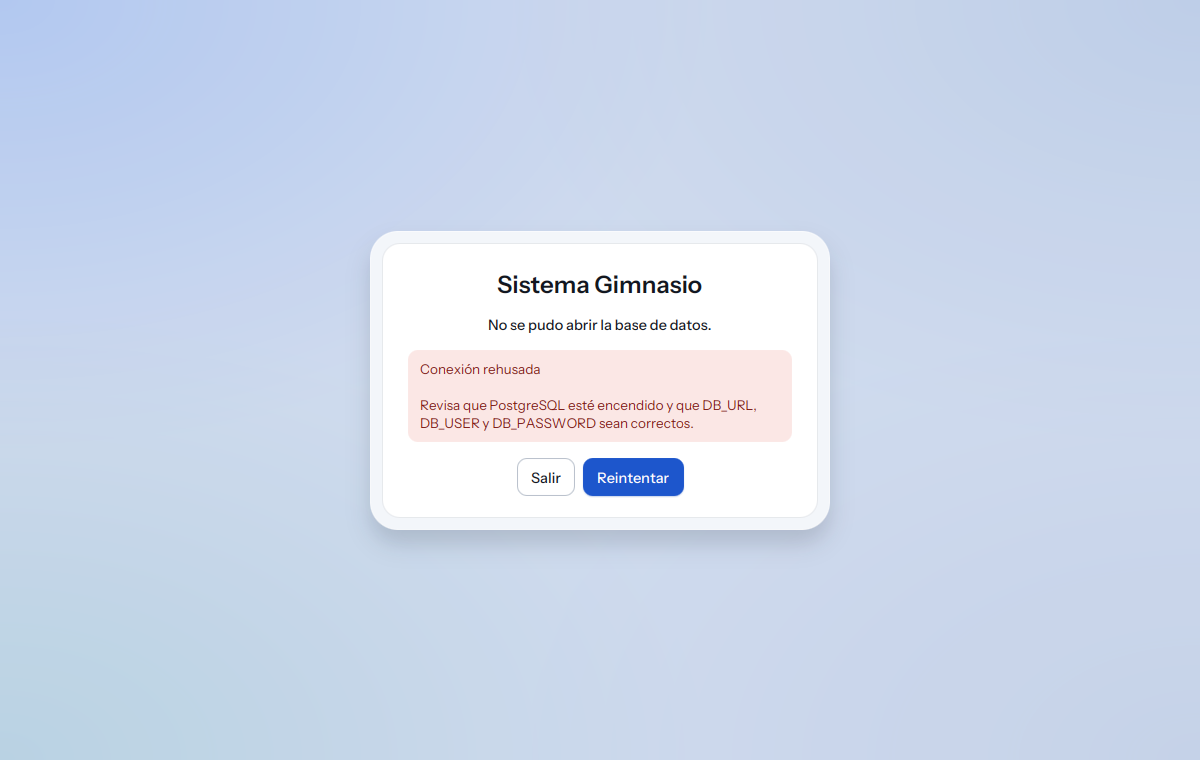 Sistema Gimnasio
No se pudo abrir la base de datos.
Conexión rehusada
Revisa que PostgreSQL esté encendido y que DB_URL,
DB_USER y DB_PASSWORD sean correctos.
Salir
Reintentar